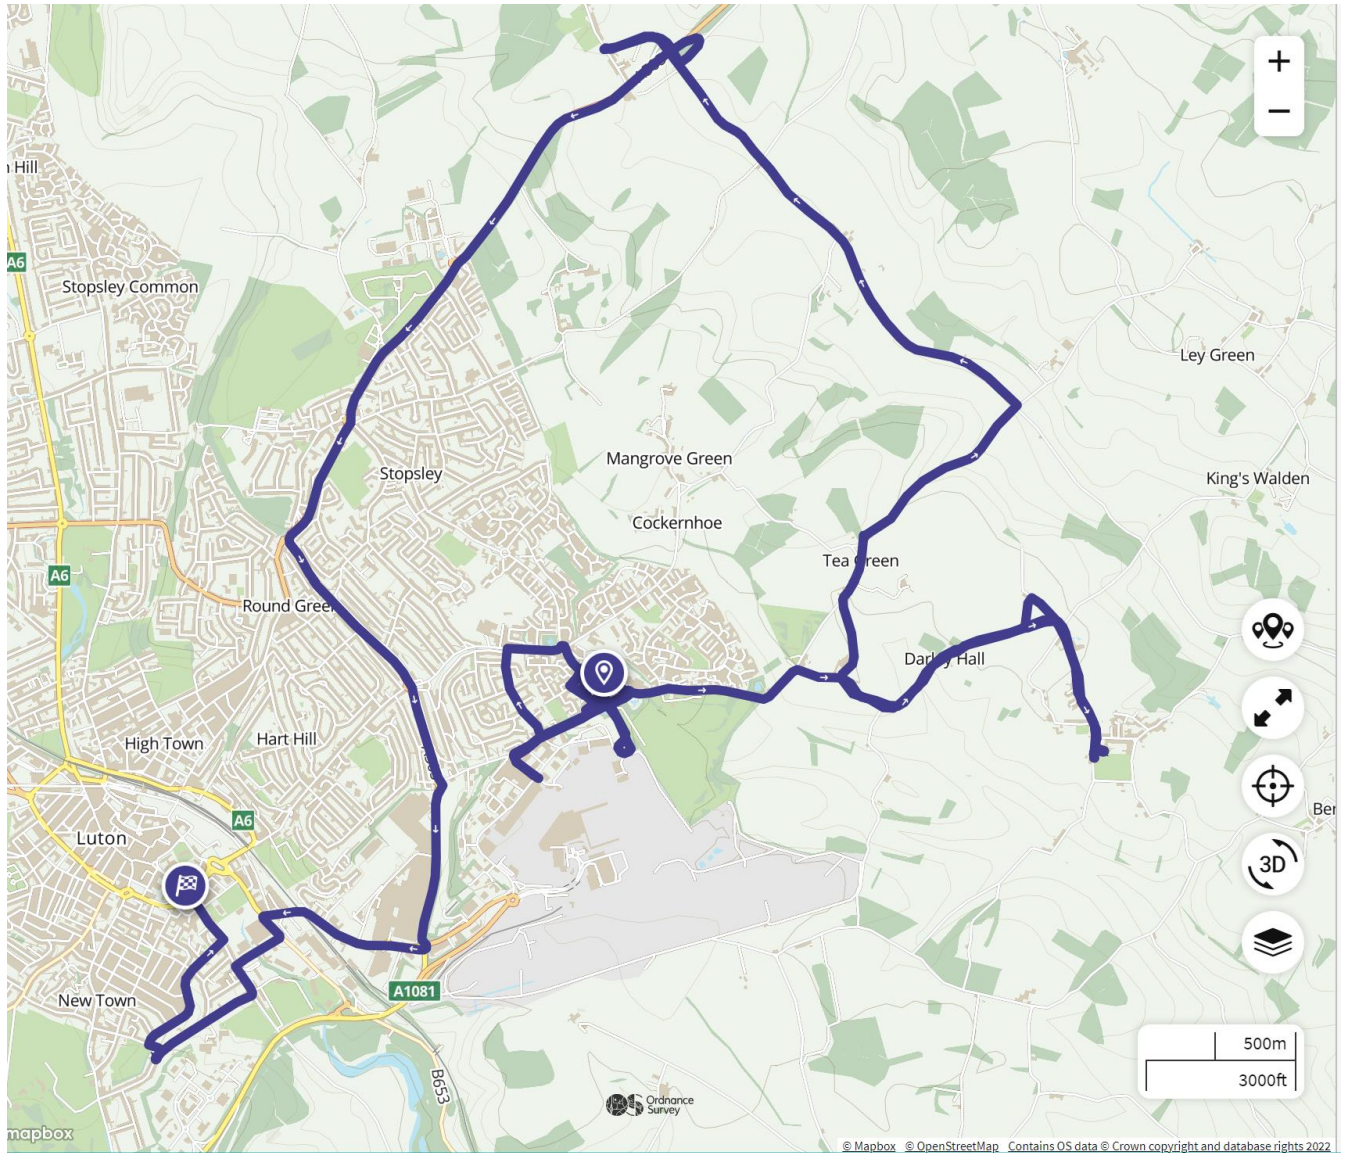 Hill
A6
Stopsley Common
Ley Green
Stopsley
Mangrove Green
King's Walden
Cockernhoe
Tea Green
A6
Round Green
Darley Hall
High Town
Hart Hill
A6
Luton
3D
New Town
A1081
B653
500m
3000ft
Ordnance
Survey
mapbox
© Mapbox © OpenStreetMap Contains OS data © Crown copyright and database rights 2022